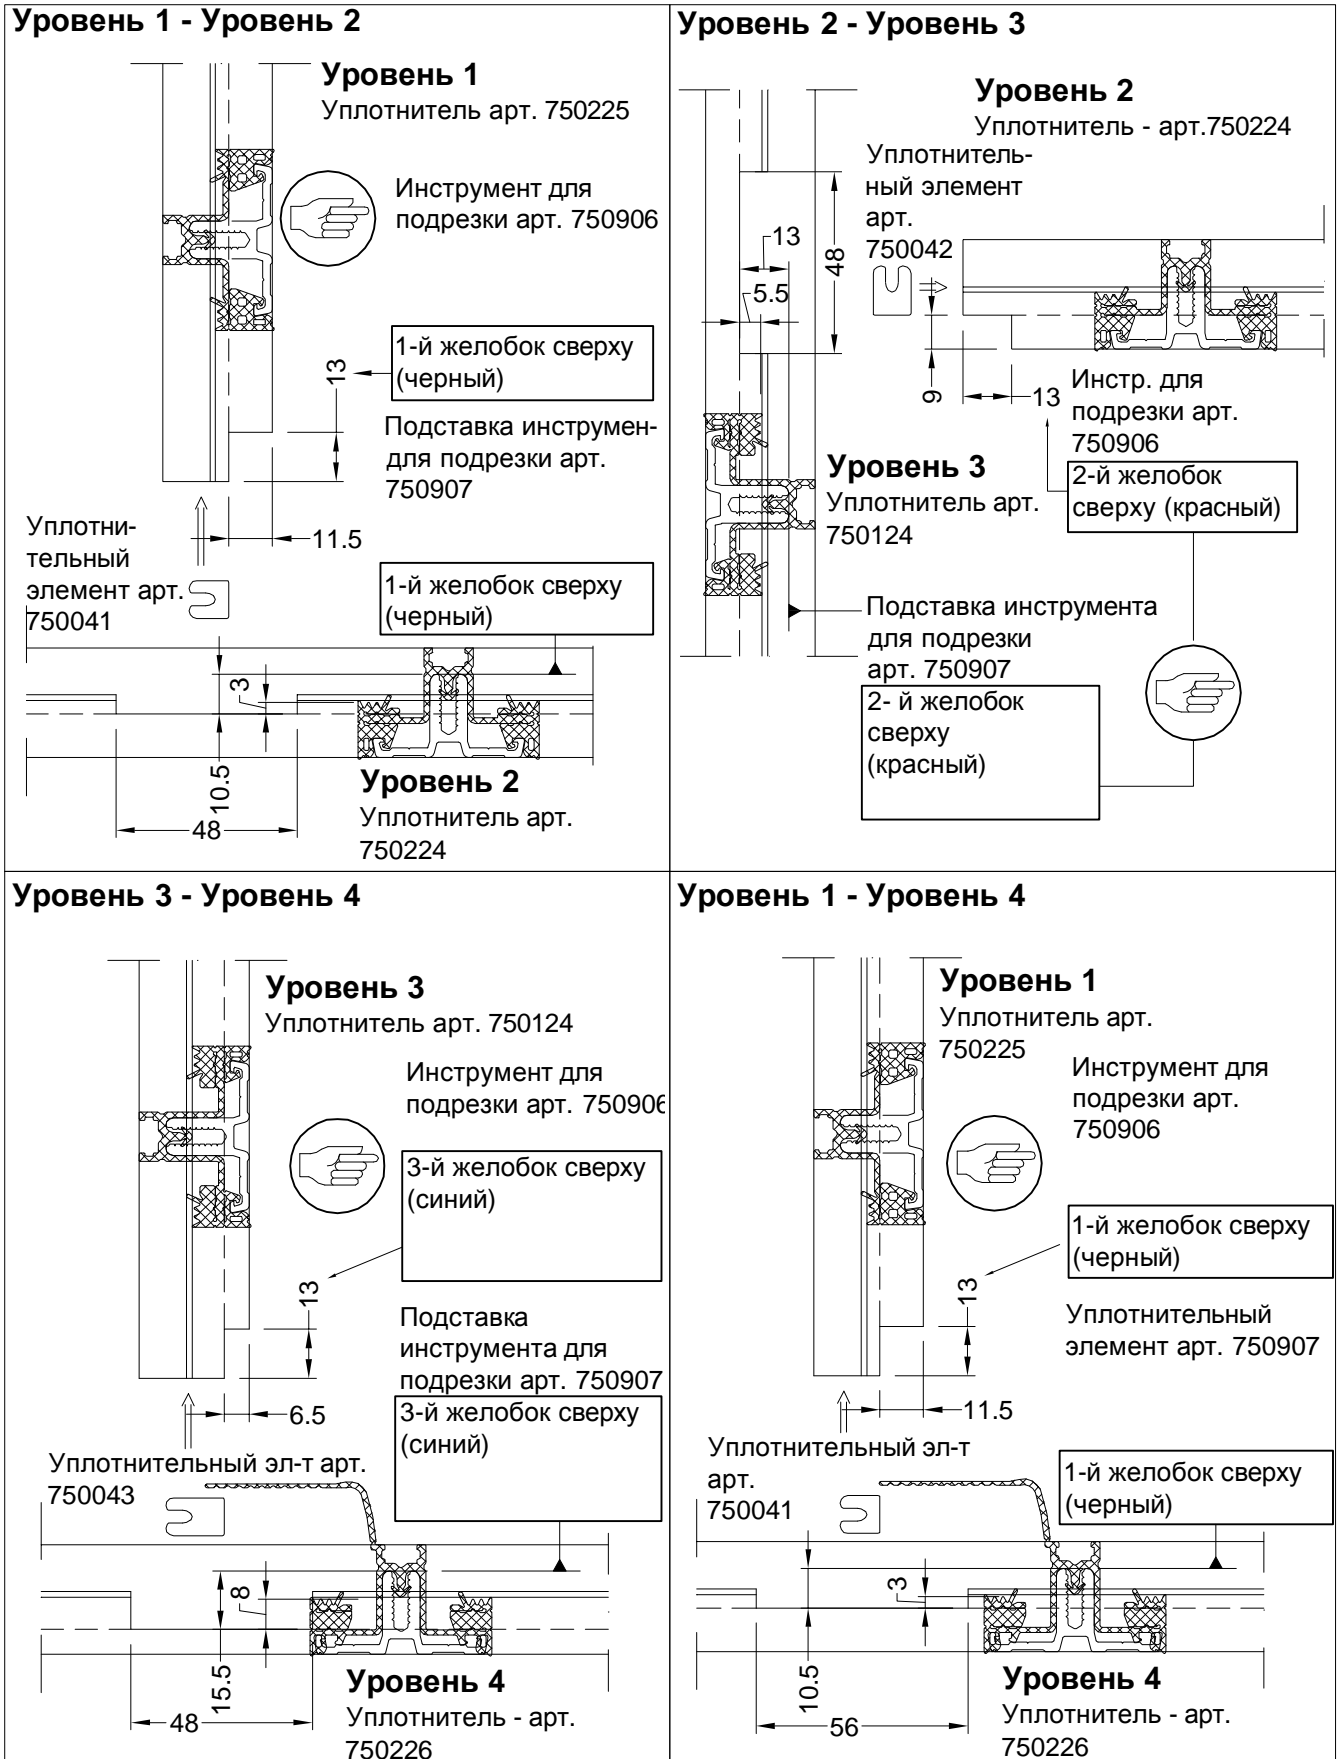 Уровень 1 - Уровень 2
Уровень 1
Уплотнитель арт. 750225
Инструмент для
подрезки арт. 750906
1-й желобок сверху
(черный)
13
Подставка инструмен-
для подрезки арт.
750907
11.5
Уплотни-
тельный
элемент арт.
750041
1-й желобок сверху
(черный)
3
10.5
48
Уровень 2
Уплотнитель арт.
750224
Уровень 2 - Уровень 3
Уровень 2
Уплотнитель - арт.750224
Уплотнитель-
ный элемент
арт.
750042
13
48
5.5
9
13
Инстр. для
подрезки арт.
750906
2-й желобок
сверху (красный)
Уровень 3
Уплотнитель арт.
750124
Подставка инструмента
для подрезки
арт. 750907
2- й желобок
сверху
(красный)
Уровень 3 - Уровень 4
Уровень 3
Уплотнитель арт. 750124
Инструмент для
подрезки арт. 750906
3-й желобок сверху
(синий)
13
Подставка
инструмента для
подрезки арт. 750907
6.5
3-й желобок сверху
(синий)
Уплотнительный эл-т арт.
750043
8
15.5
48
Уровень 4
Уплотнитель - арт.
750226
Уровень 1 - Уровень 4
Уровень 1
Уплотнитель арт.
750225
Инструмент для
подрезки арт.
750906
1-й желобок сверху
(черный)
13
Уплотнительный
элемент арт. 750907
11.5
Уплотнительный эл-т
арт.
750041
1-й желобок сверху
(черный)
3
10.5
56
Уровень 4
Уплотнитель - арт.
750226